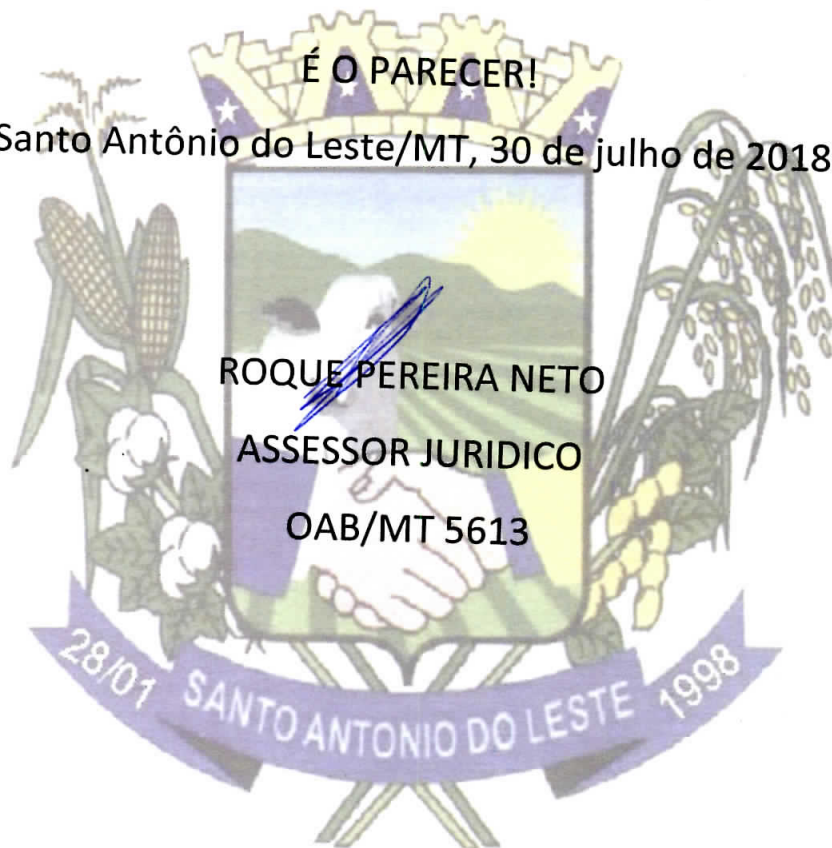 É O PARECER!
Santo Antônio do Leste/MT, 30 de julho de 2018
ROQUE PEREIRA NETO
ASSESSOR JURIDICO
OAB/MT 5613
28/01 SANTO ANTONIO DO LESTE 1998